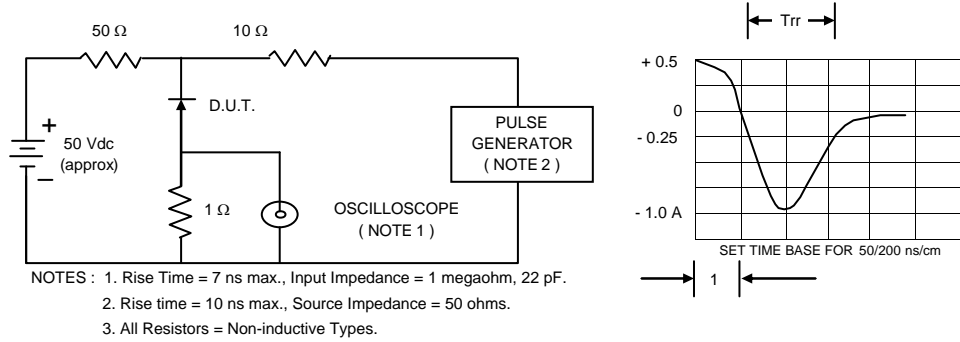 50 Ω
10 Ω
Trr
+ 0.5
0
- 0.25
- 1.0 A
D.U.T.
+
50 Vdc
(approx)
−
PULSE
GENERATOR
( NOTE 2 )
1 Ω
OSCILLOSCOPE
( NOTE 1 )
SET TIME BASE FOR 50/200 ns/cm
1
NOTES : 1. Rise Time = 7 ns max., Input Impedance = 1 megaohm, 22 pF.
2. Rise time = 10 ns max., Source Impedance = 50 ohms.
3. All Resistors = Non-inductive Types.